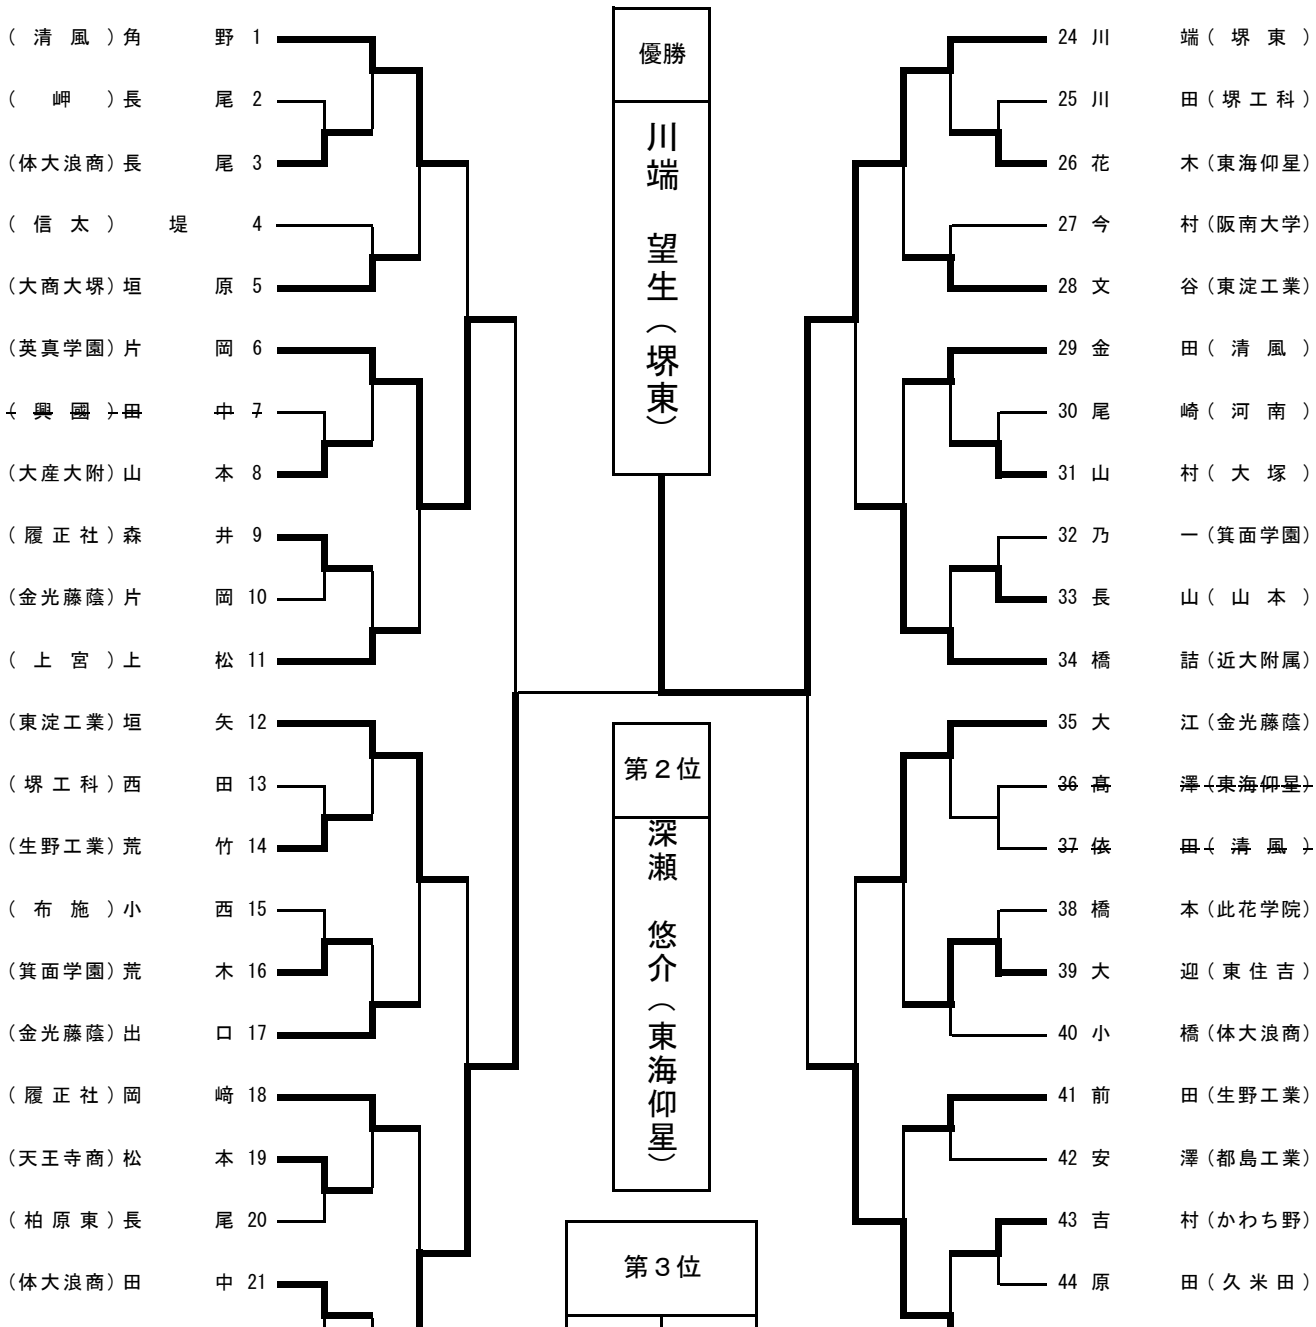 (清風)角野 1
(岬)長尾 2
(体大浪商)長尾 3
(信太)堤 4
(大商大堺)垣原 5
(英真学園)片岡 6
(興國)田中 7
(大産大附)山本 8
(履正社)森井 9
(金光藤蔭)片岡 10
(上宮)上松 11
(東淀工業)垣矢 12
(堺工科)西田 13
(生野工業)荒竹 14
(布施)小西 15
(箕面学園)荒木 16
(金光藤蔭)出口 17
(履正社)岡﨑 18
(天王寺商)松本 19
(柏原東)長尾 20
(体大浪商)田中 21
優勝
川端 望生(堺東)
第2位
深瀬 悠介(東海仰星)
第3位
24 川端(堺東)
25 川田(堺工科)
26 花木(東海仰星)
27 今村(阪南大学)
28 文谷(東淀工業)
29 金田(清風)
30 尾崎(河南)
31 山村(大塚)
32 乃一(箕面学園)
33 長山(山本)
34 橋詰(近大附属)
35 大江(金光藤蔭)
36 髙澤(東海仰星)
37 依田(清風)
38 橋本(此花学院)
39 大迎(東住吉)
40 小橋(体大浪商)
41 前田(生野工業)
42 安澤(都島工業)
43 吉村(かわち野)
44 原田(久米田)